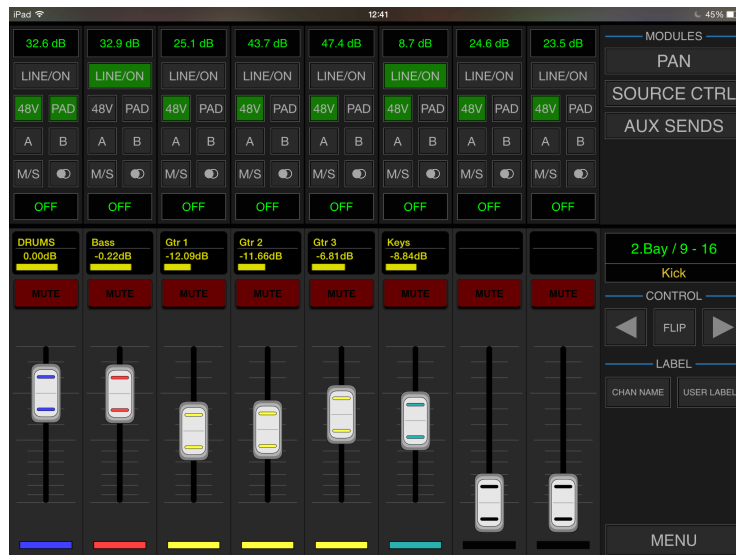 iPad 12:41 45%
32.6 dB 32.9 dB 25.1 dB 43.7 dB 47.4 dB 8.7 dB 24.6 dB 23.5 dB
LINE/ON LINE/ON LINE/ON LINE/ON LINE/ON LINE/ON LINE/ON LINE/ON
48V PAD 48V PAD 48V PAD 48V PAD 48V PAD 48V PAD 48V PAD 48V PAD
A B A B A B A B A B A B A B A B
M/S M/S M/S M/S M/S M/S M/S M/S
OFF OFF OFF OFF OFF OFF OFF OFF
MODULES
PAN
SOURCE CTRL
AUX SENDS
DRUMS Bass Gtr 1 Gtr 2 Gtr 3 Keys
0.00dB -0.22dB -12.09dB -11.66dB -6.81dB -8.84dB
MUTE MUTE MUTE MUTE MUTE MUTE MUTE MUTE
2.Bay / 9 - 16
Kick
CONTROL
FLIP
LABEL
CHAN NAME USER LABEL
MENU